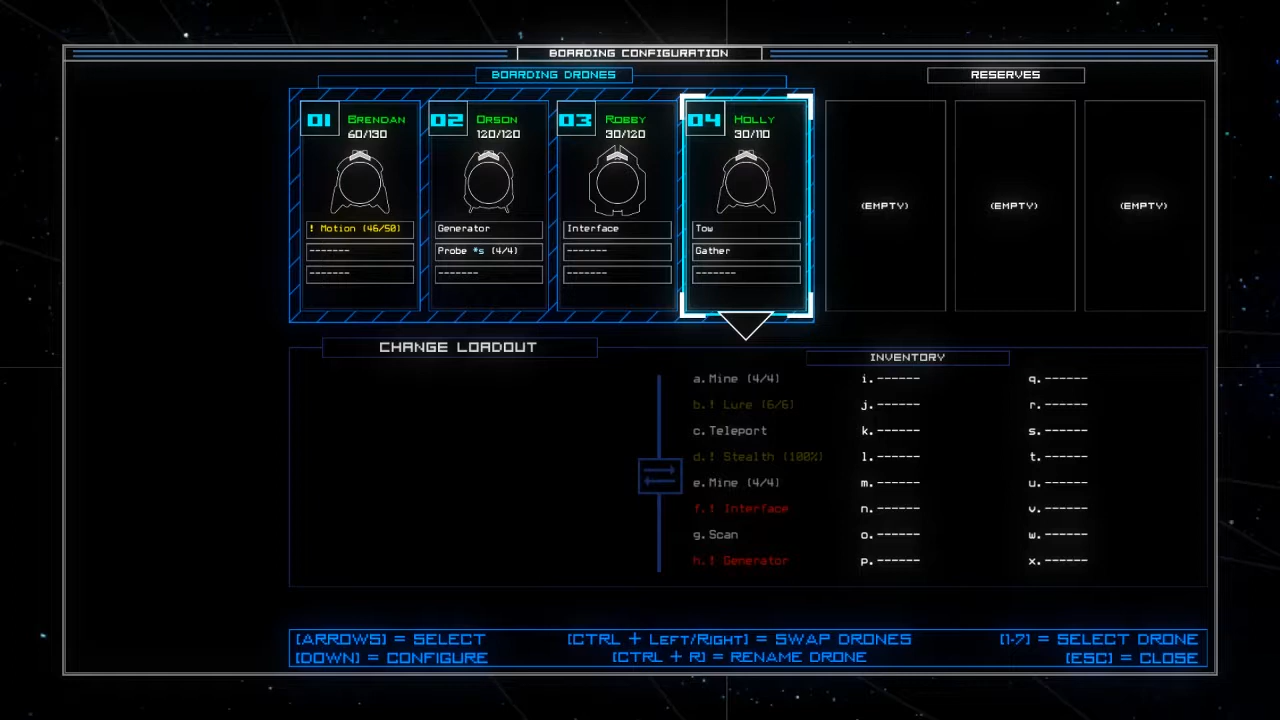 BOARDING CONFIGURATION
BOARDING DRONES
RESERVES
01 BRENDAN
60/130
! Motion (46/50)
-------
-------
02 ORSON
120/120
Generator
Probe *s (4/4)
-------
03 ROBBY
30/120
Interface
-------
-------
04 HOLLY
30/110
Tow
Gather
-------
(EMPTY)
(EMPTY)
(EMPTY)
CHANGE LOADOUT
INVENTORY
a.Mine (4/4)
b.! Lure (6/6)
c.Teleport
d.! Stealth (100%)
e.Mine (4/4)
f.! Interface
g.Scan
h.! Generator
i.------
j.------
k.------
l.------
m.------
n.------
o.------
p.------
q.------
r.------
s.------
t.------
u.------
v.------
w.------
x.------
[ARROWS] = SELECT
[CTRL + LEFT/RIGHT] = SWAP DRONES
[1-7] = SELECT DRONE
[DOWN] = CONFIGURE
[CTRL + R] = RENAME DRONE
[ESC] = CLOSE